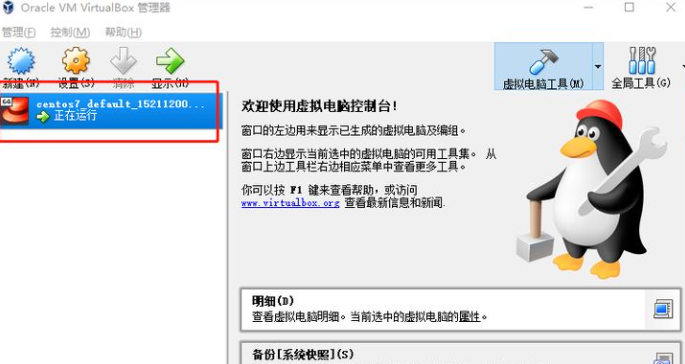 Oracle VM VirtualBox 管理器
管理(F) 控制(M) 帮助(H)
新建(N) 设置(S) 清除 显示(H) 虚拟电脑工具(M) 全局工具(G)
64 centos7_default_15211200...
正在运行
欢迎使用虚拟电脑控制台!
窗口的左边用来显示已生成的虚拟电脑及编组。
窗口右边显示当前选中的虚拟电脑的可用工具集。 从
窗口上边工具栏右边相应菜单中查看更多工具。
你可以按 F1 键来查看帮助,或访问
www.virtualbox.org 查看最新信息和新闻.
明细(D)
查看虚拟电脑明细。当前选中的虚拟电脑的属性。
备份[系统快照](S)